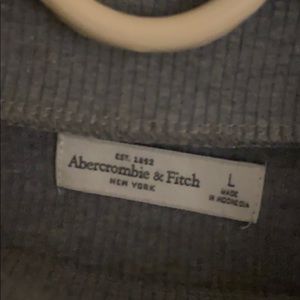 EST. 1892
Abercrombie & Fitch
NEW YORK
L
MADE
IN INDONESIA